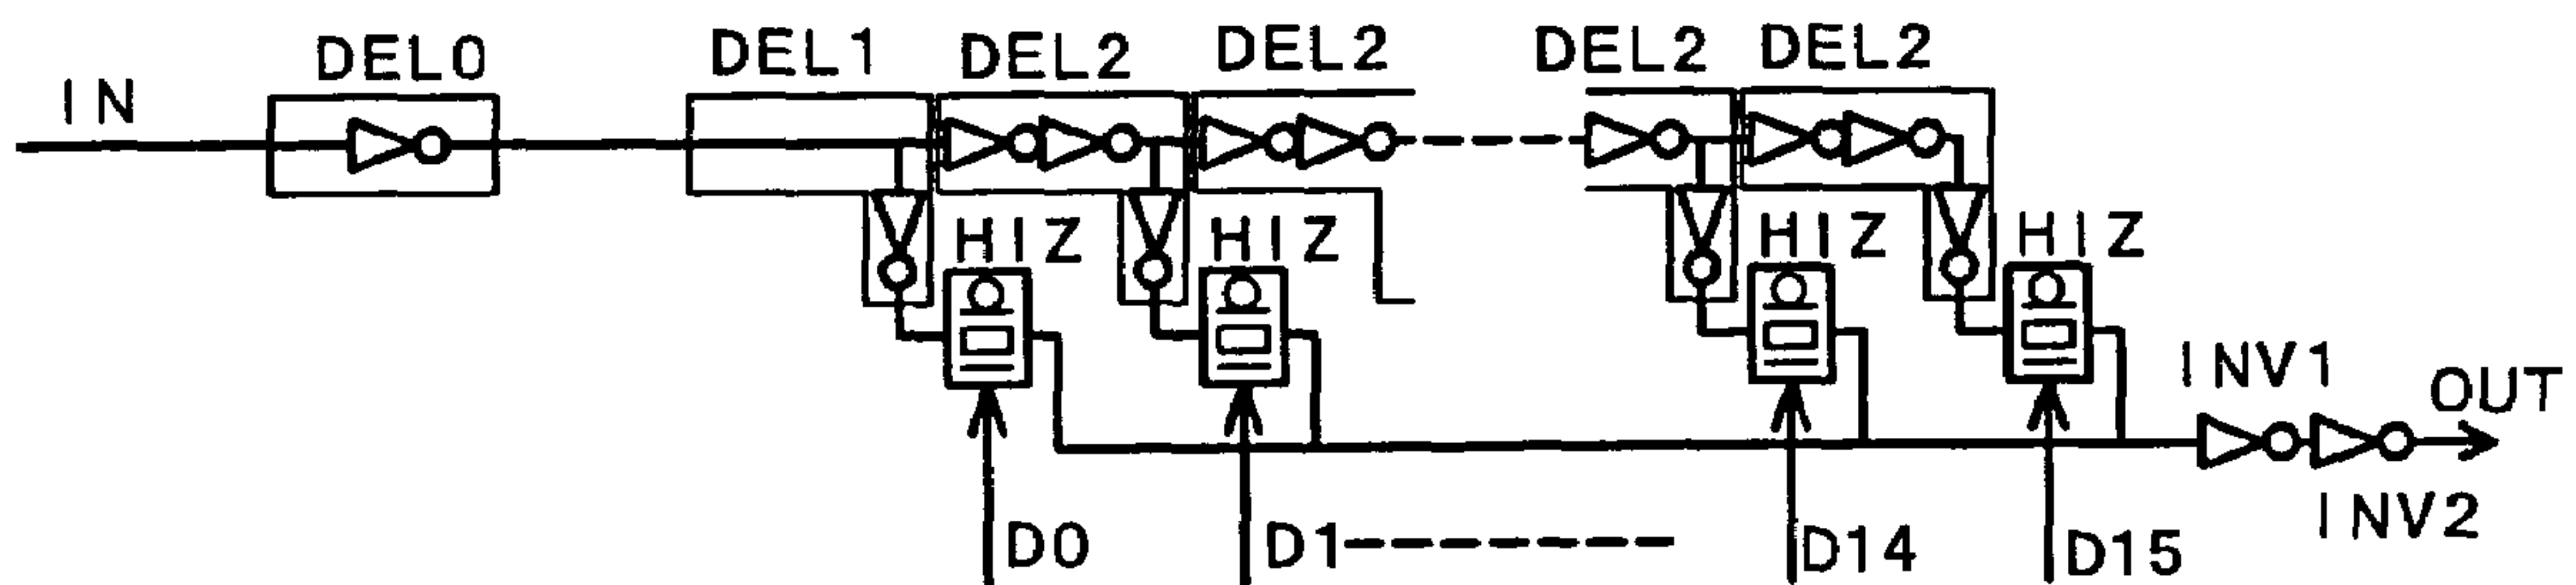 DEL0 DEL1 DEL2 DEL2 DEL2 DEL2
IN
HIZ HIZ HIZ HIZ
INV1
OUT
INV2
D0 D1 D14 D15